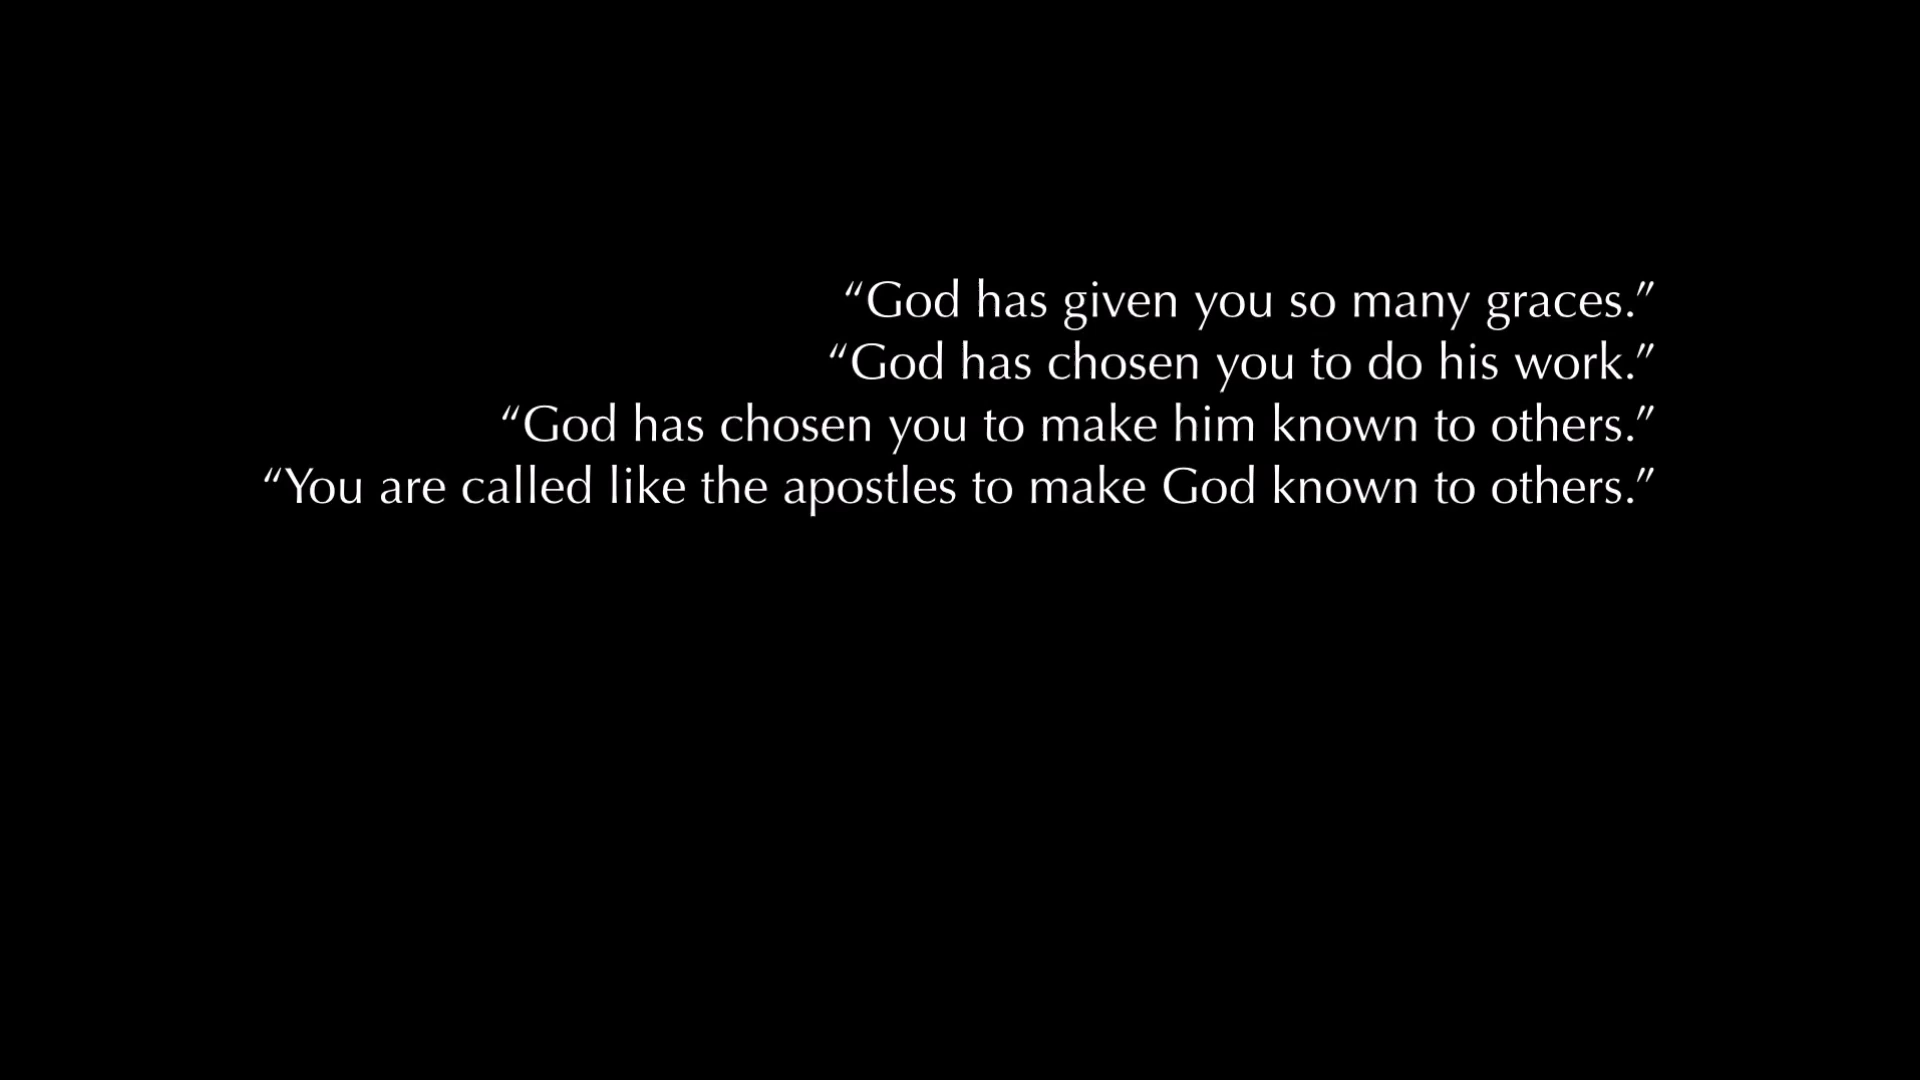 “God has given you so many graces.”
“God has chosen you to do his work.”
“God has chosen you to make him known to others.”
“You are called like the apostles to make God known to others.”